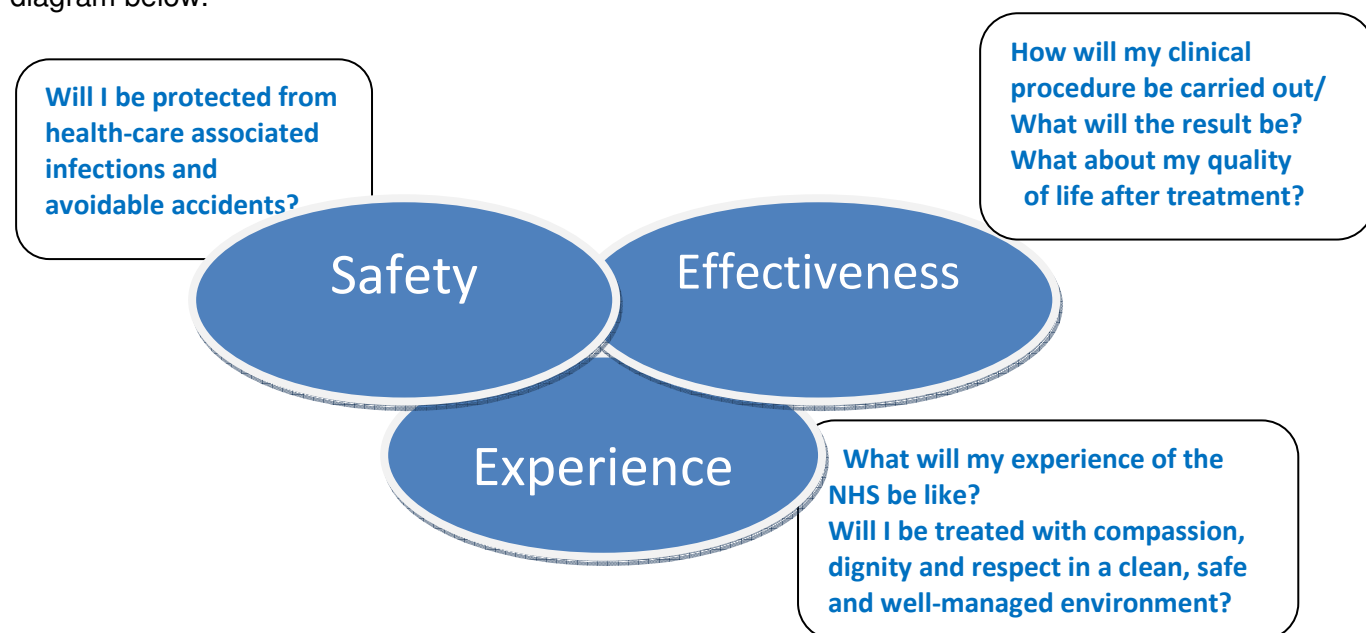 diagram below.
Will I be protected from
health-care associated
infections and
avoidable accidents?
How will my clinical
procedure be carried out/
What will the result be?
What about my quality
of life after treatment?
Safety
Effectiveness
Experience
What will my experience of the
NHS be like?
Will I be treated with compassion,
dignity and respect in a clean, safe
and well-managed environment?